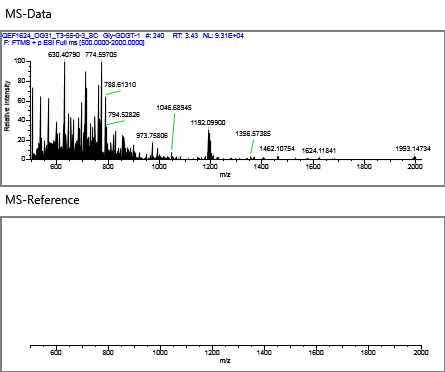 MS-Data
QEF1624_OG31_T3-55-0-3_SC Gly-GDGT-1 #: 240 RT: 3.43 NL: 9.31E+04
F: FTMS + p ESI Full ms [500.0000-2000.0000]
630.40790 774.59705
100
788.61310
80
1046.68945
794.52826
60
1192.09900
40
973.75806
1356.57385
20
1462.10754 1624.11841 1993.14734
0
Relative Intensity
600 800 1000 1200 1400 1600 1800 2000
m/z
MS-Reference
600 800 1000 1200 1400 1600 1800 2000
m/z